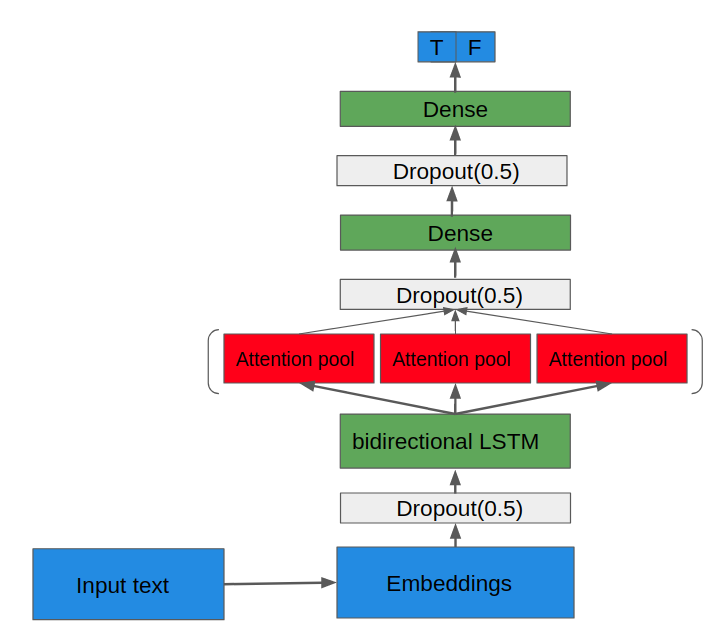 T F
Dense
Dropout(0.5)
Dense
Dropout(0.5)
Attention pool Attention pool Attention pool
bidirectional LSTM
Dropout(0.5)
Input text
Embeddings